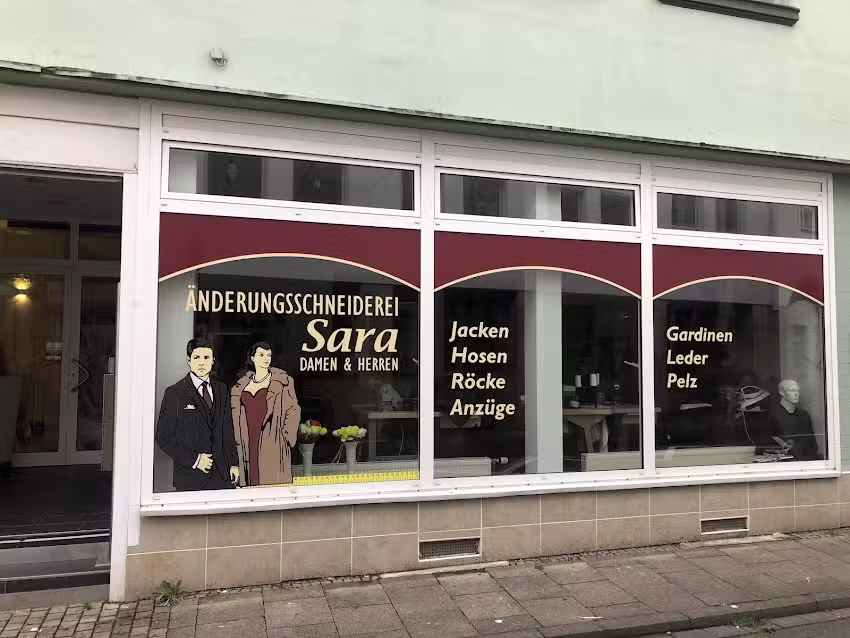 ÄNDERUNGSSCHNEIDEREI
Sara
DAMEN & HERREN
Jacken
Hosen
Röcke
Anzüge
Gardinen
Leder
Pelz